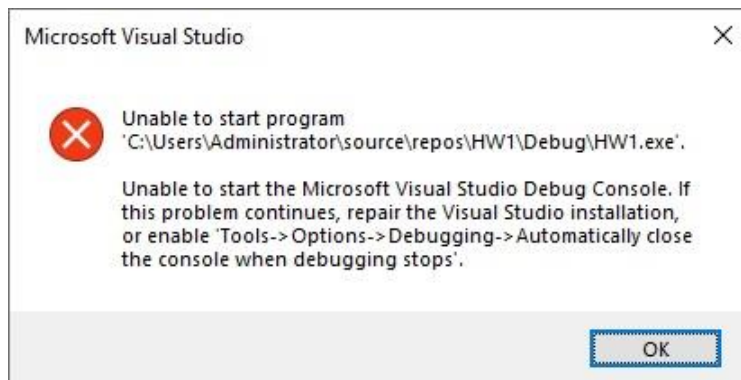 Microsoft Visual Studio
Unable to start program
'C:\Users\Administrator\source\repos\HW1\Debug\HW1.exe'.
Unable to start the Microsoft Visual Studio Debug Console. If
this problem continues, repair the Visual Studio installation,
or enable 'Tools->Options->Debugging->Automatically close
the console when debugging stops'.
OK